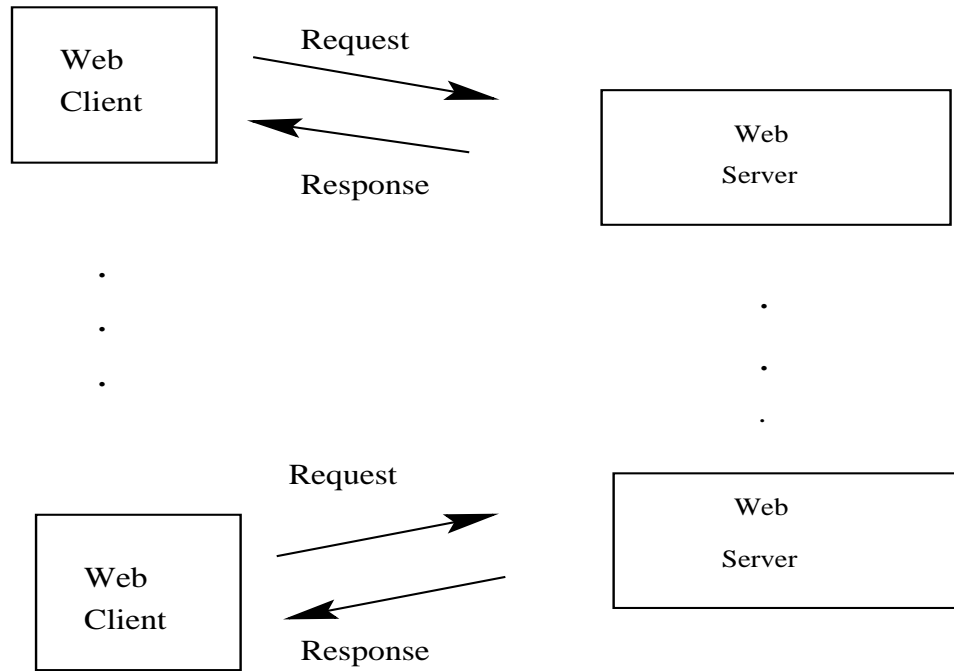 Request
Web
Client
Web
Server
Response
Request
Web
Server
Web
Client
Response